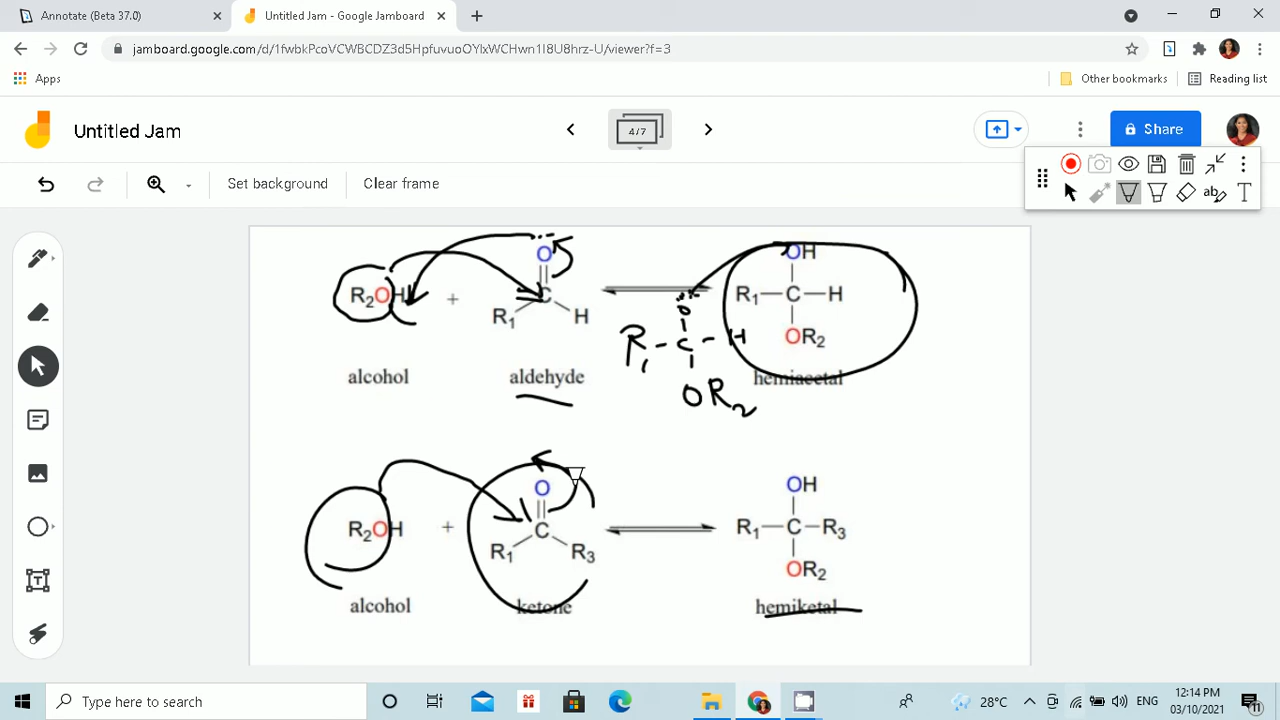 Annotate (Beta 37.0)
Untitled Jam - Google Jamboard
jamboard.google.com/d/1fwbkPcoVCWBCDZ3d5HpfuvuoOYlxWCHwn1I8U8hrz-U/viewer?f=3
Apps
Other bookmarks
Reading list
Untitled Jam
4/7
Share
Set background
Clear frame
R2OH + O C R1 H
OH
R1—C—H
OR2
O
R1-C-H
OR2
alcohol
aldehyde
hemiacetal
R2OH + O C R1 R3
OH
R1—C—R3
OR2
alcohol
ketone
hemiketal
Type here to search
28°C
ENG
12:14 PM
03/10/2021
11